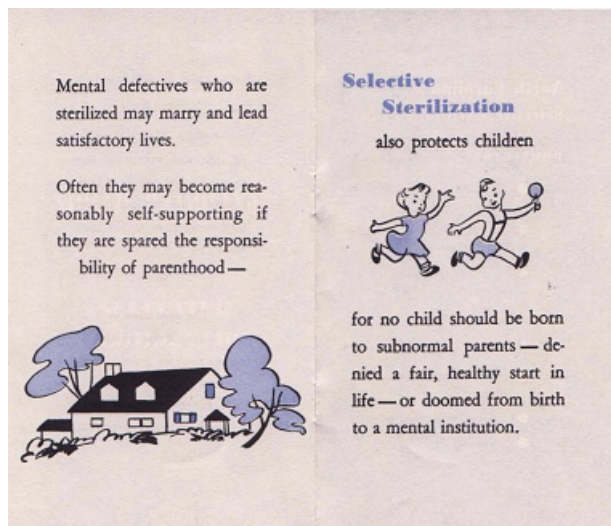 Mental defectives who are
sterilized may marry and lead
satisfactory lives.
Often they may become rea-
sonably self-supporting if
they are spared the responsi-
bility of parenthood—
Selective
Sterilization
also protects children
for no child should be born
to subnormal parents — de-
nied a fair, healthy start in
life — or doomed from birth
to a mental institution.